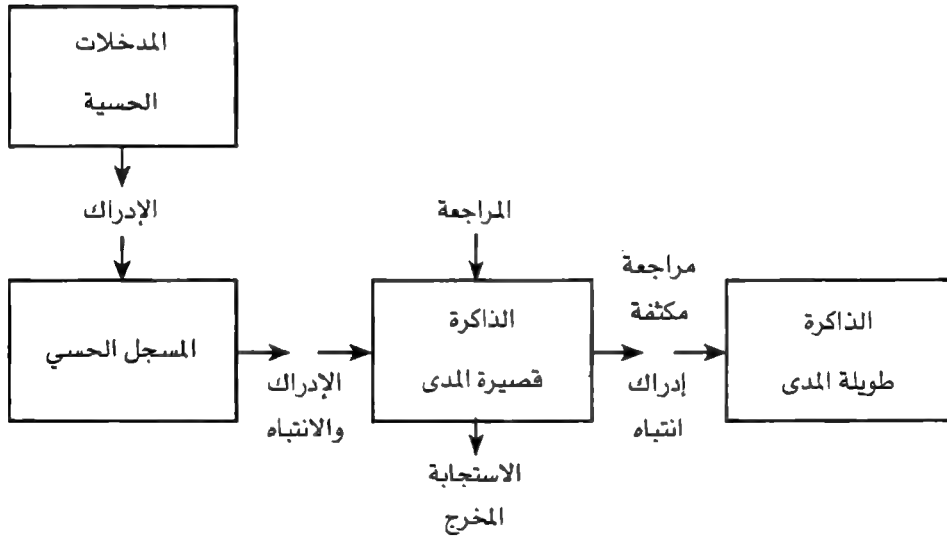 المدخلات
الحسية
الإدراك
المراجعة
المسجل الحسي
الإدراك
والانتباه
الذاكرة
قصيرة المدى
الاستجابة
المخرج
مراجعة
مكثفة
إدراك
انتباه
الذاكرة
طويلة المدى